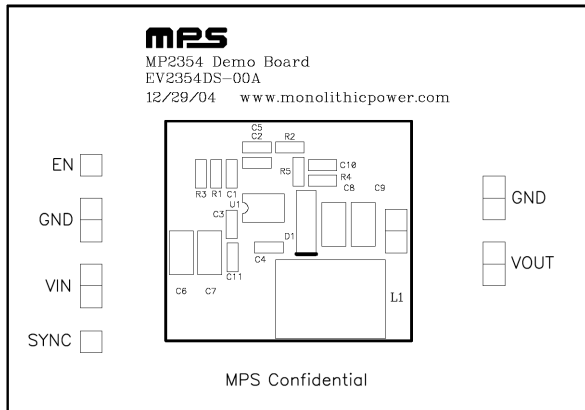 mps
MP2354 Demo Board
EV2354DS-00A
12/29/04 www.monolithicpower.com
C5
C2 R2
EN
R5 C10
R4
R3 R1 C1
C8 C9
U1
GND
C3
GND
D1
C4
VOUT
C11
VIN
C6 C7
L1
SYNC
MPS Confidential